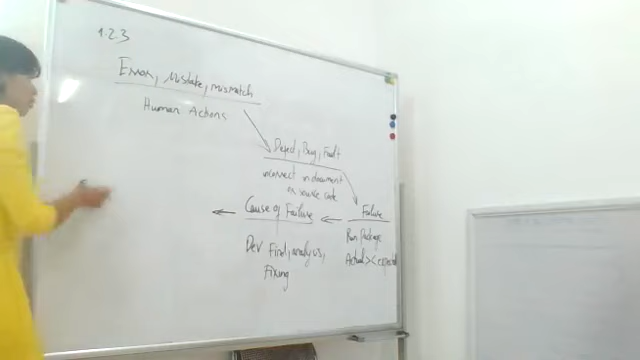 1.2.3
Error, Mistake, mismatch
Human Actions
Defect, Bug, Fault
incorrect in document
or source code
Cause of Failure
Failure
Dev Find, analysis,
Fixing
Run Package
Actual >< expected